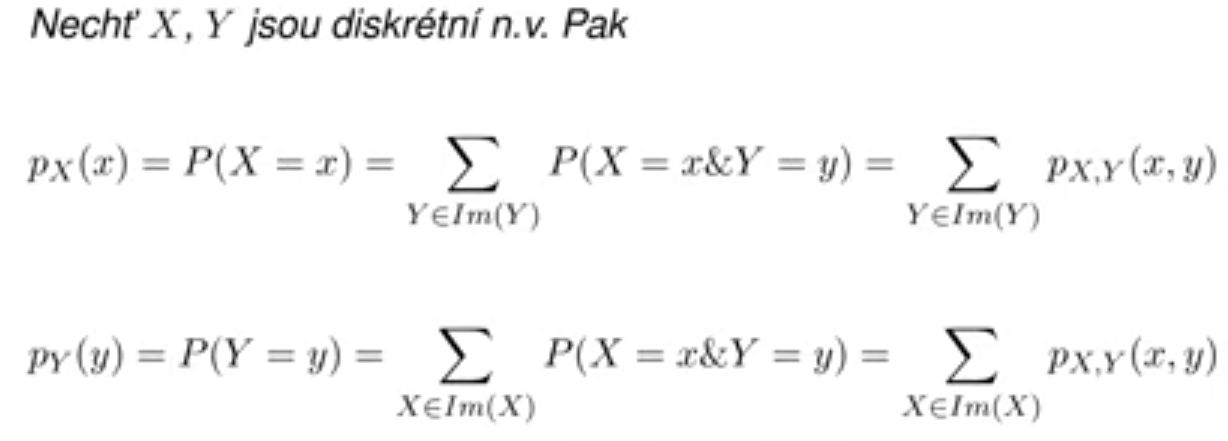 Nechť X, Y jsou diskrétní n.v. Pak
p_X(x) = P(X = x) = ∑_{Y∈Im(Y)} P(X = x&Y = y) = ∑_{Y∈Im(Y)} p_{X,Y}(x, y)
p_Y(y) = P(Y = y) = ∑_{X∈Im(X)} P(X = x&Y = y) = ∑_{X∈Im(X)} p_{X,Y}(x, y)